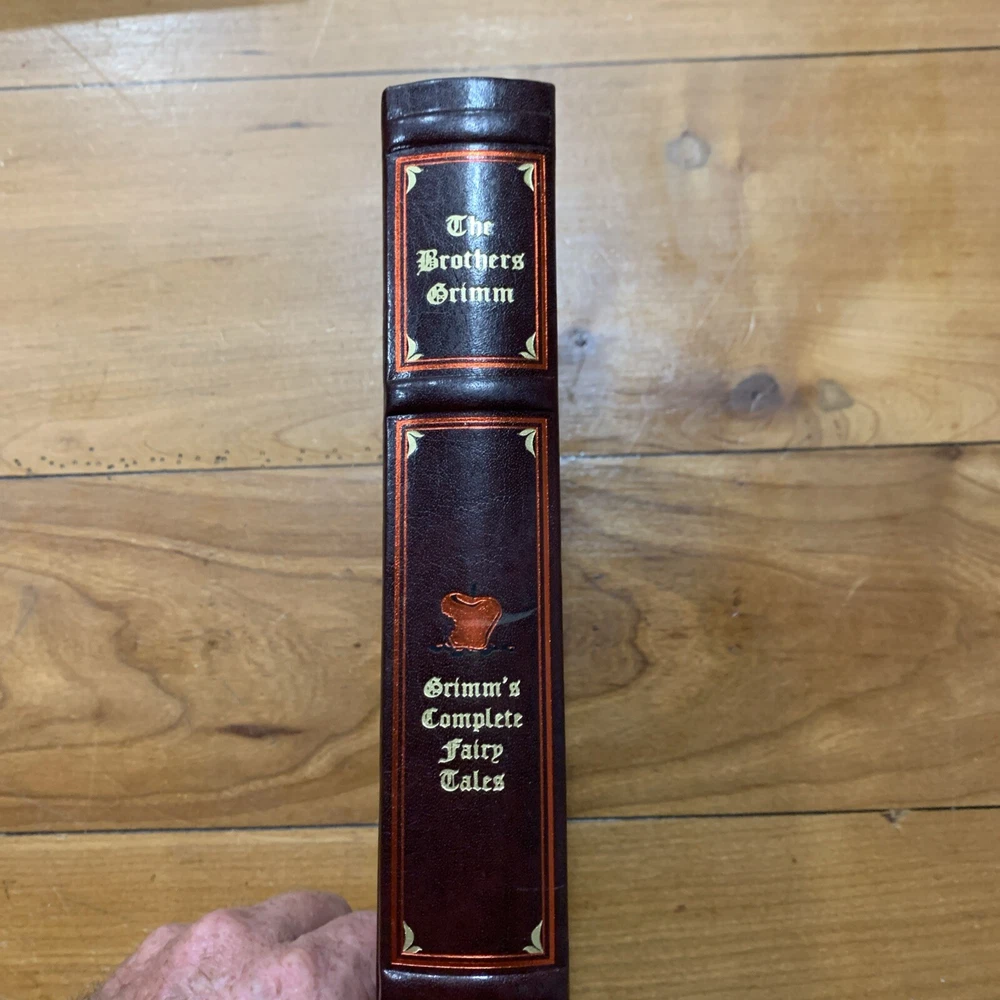 The
Brothers
Grimm
Grimm's
Complete
Fairy
Tales